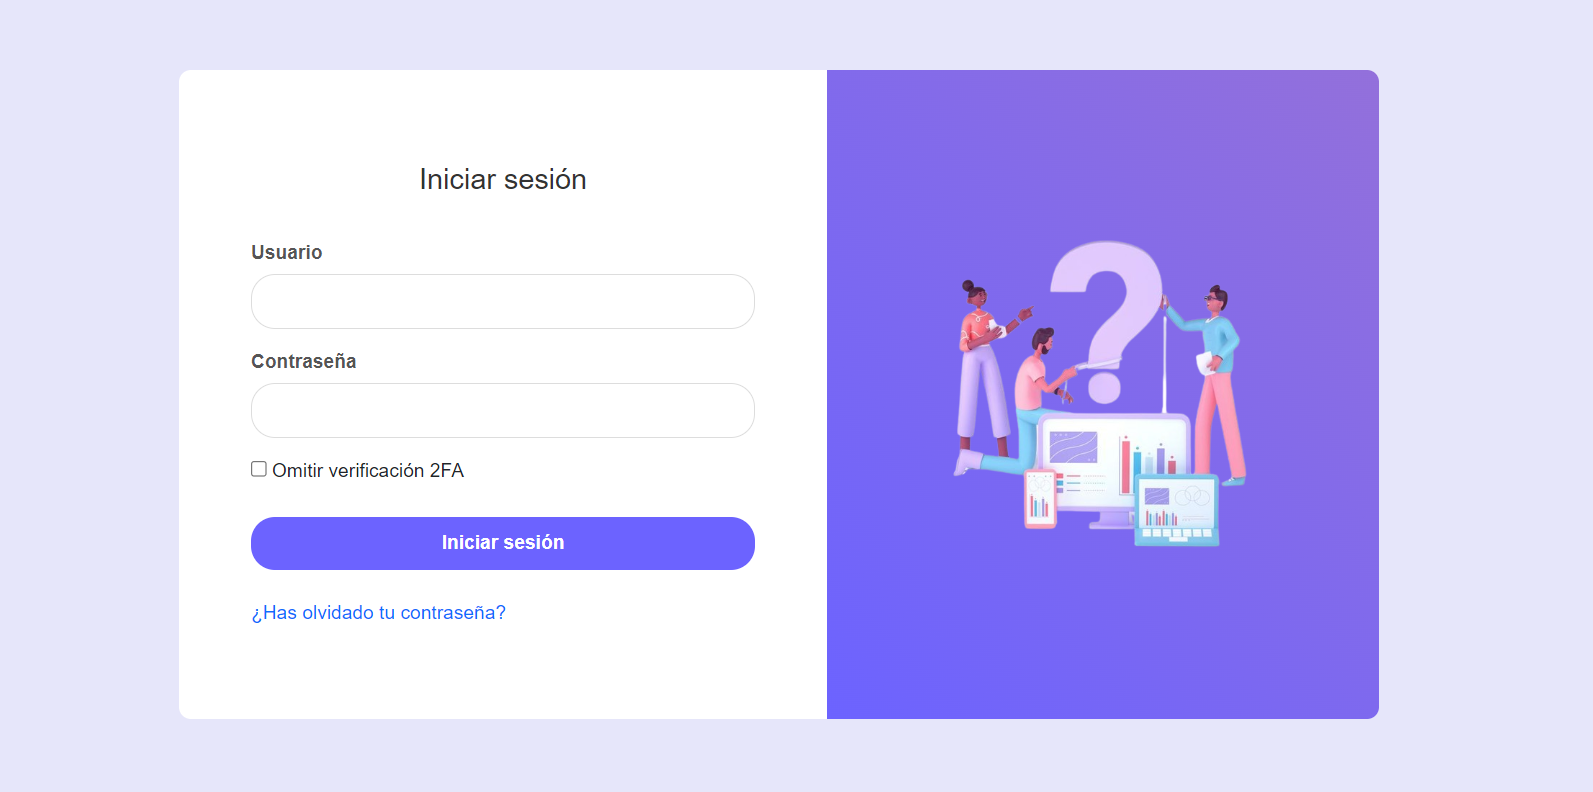 Iniciar sesión
Usuario
Contraseña
Omitir verificación 2FA
Iniciar sesión
¿Has olvidado tu contraseña?
?